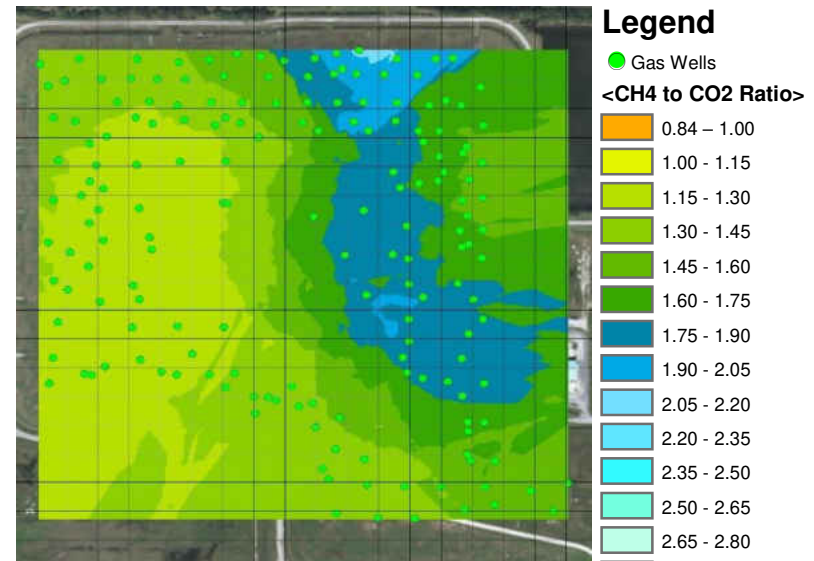 Legend
Gas Wells
<CH4 to CO2 Ratio>
0.84 – 1.00
1.00 - 1.15
1.15 - 1.30
1.30 - 1.45
1.45 - 1.60
1.60 - 1.75
1.75 - 1.90
1.90 - 2.05
2.05 - 2.20
2.20 - 2.35
2.35 - 2.50
2.50 - 2.65
2.65 - 2.80